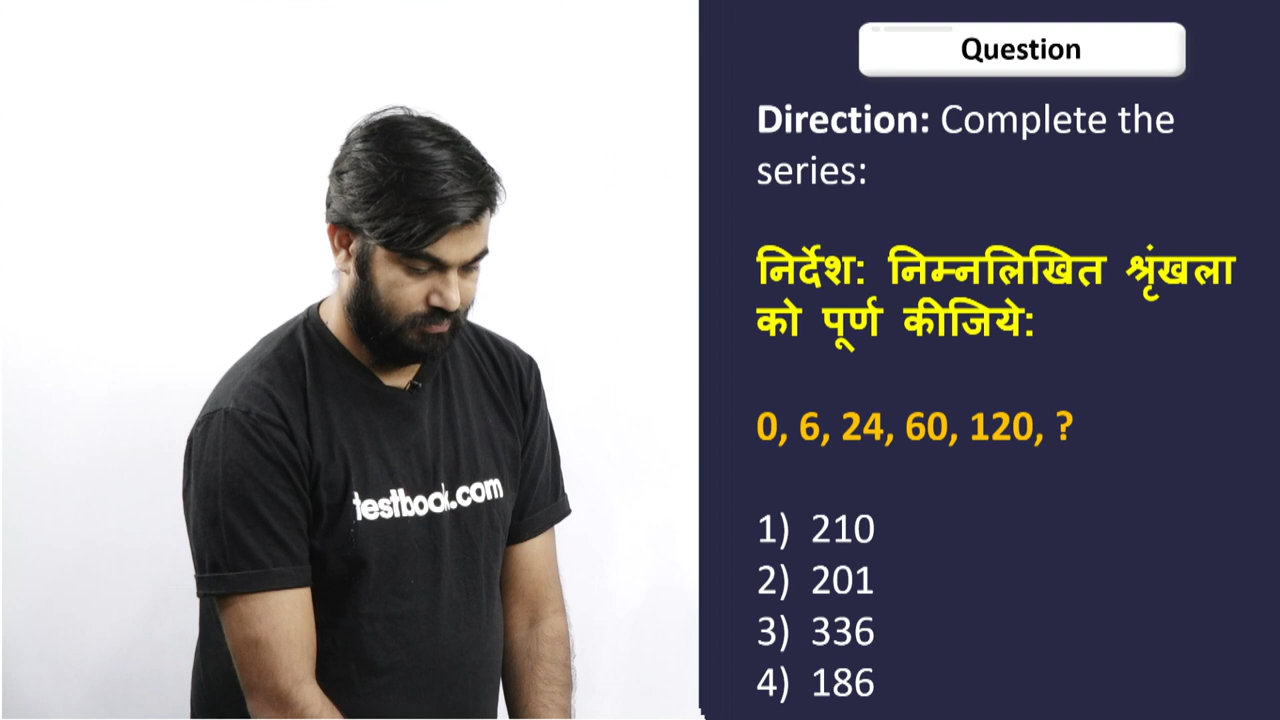 Question
Direction: Complete the
series:
निर्देश: निम्नलिखित श्रृंखला
को पूर्ण कीजिये:
0, 6, 24, 60, 120, ?
1) 210
2) 201
3) 336
4) 186
testbook.com